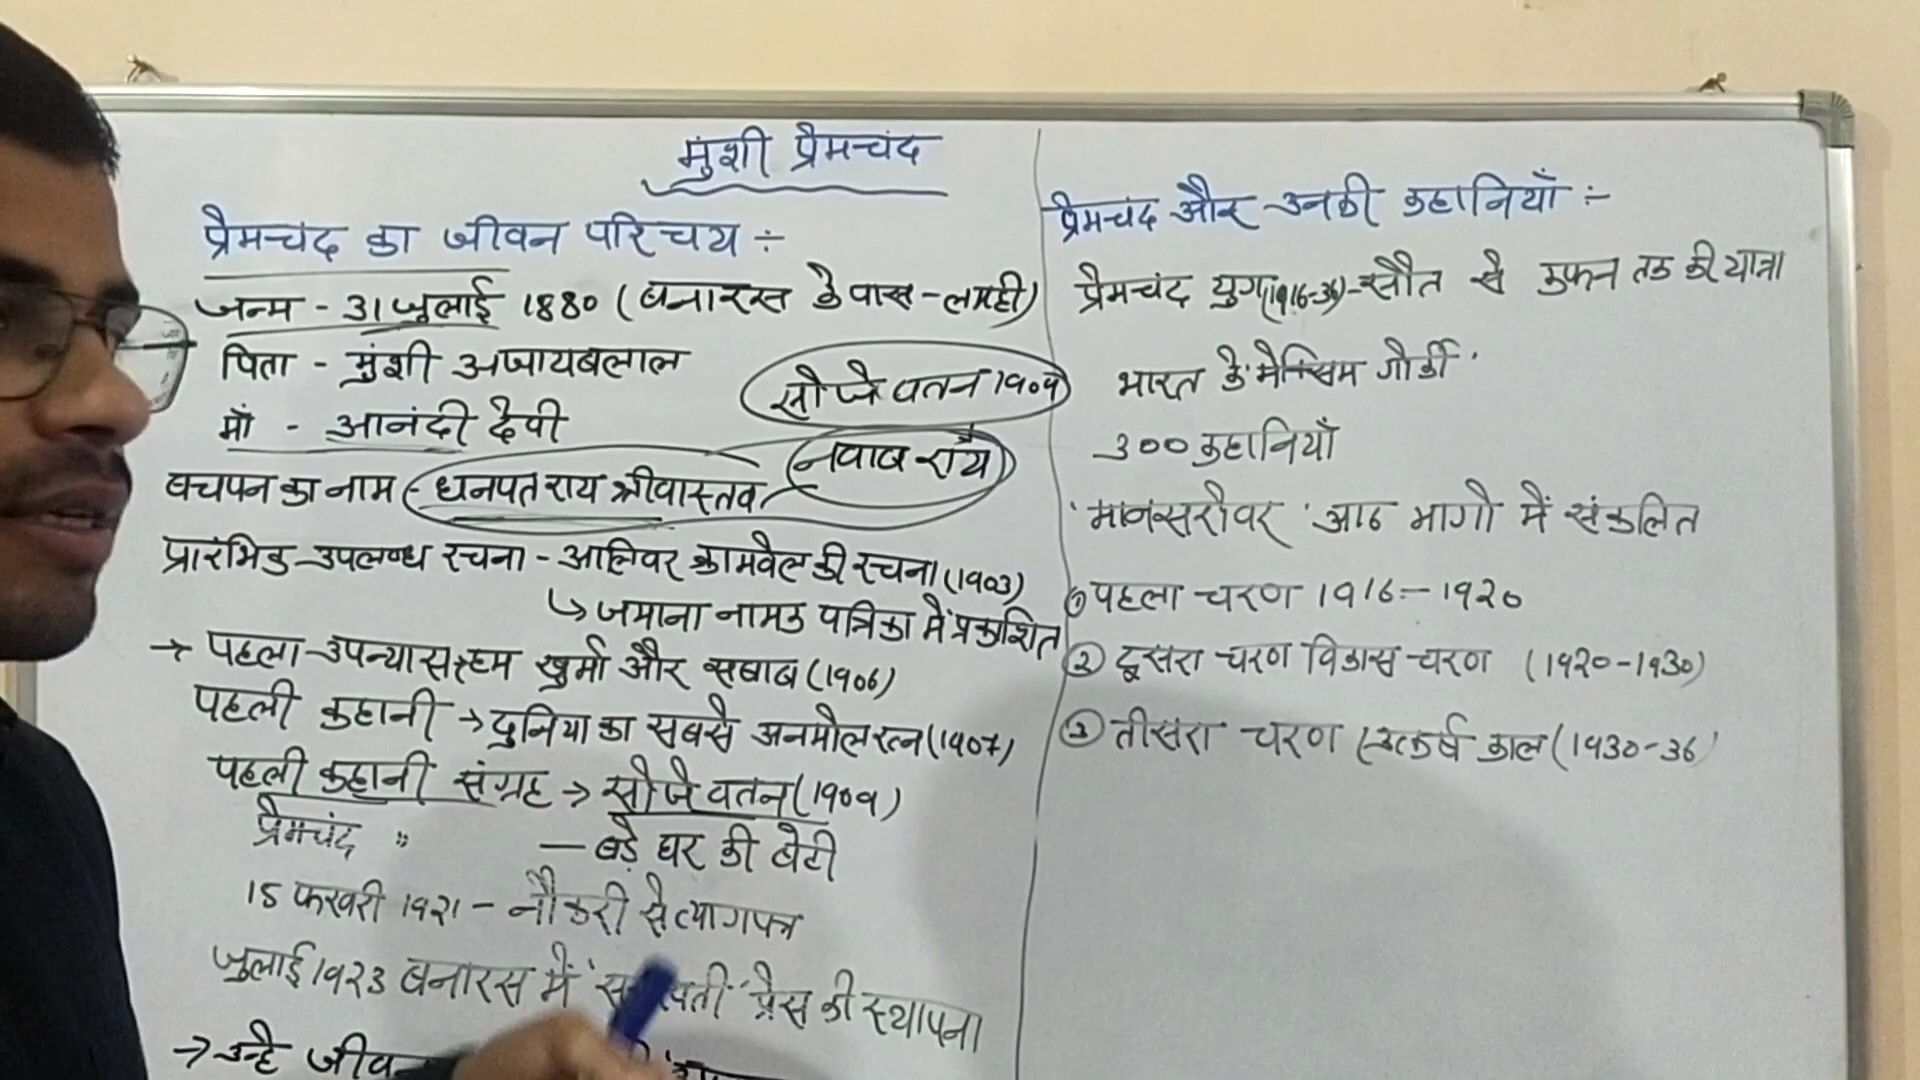 मुंशी प्रेमचंद
प्रेमचंद का जीवन परिचय :-
जन्म - 31 जुलाई 1880 (बनारस के पास - लमही)
पिता - मुंशी अजायबलाल
माँ - आनंदी देवी
सोजे वतन 190
बचपन का नाम - धनपत राय श्रीवास्तव
नवाब राय
प्रारंभिक उपलब्ध रचना - आलिवर क्रामवेल की रचना (1903)
↳ जमाना नामक पत्रिका में प्रकाशित
→ पहला उपन्यास हम खुर्मा और सबाब (1906)
पहली कहानी → दुनिया का सबसे अनमोल रत्न (1907)
पहली कहानी संग्रह → सोजे वतन (1909)
प्रेमचंद " - बड़े घर की बेटी
15 फरवरी 1921 - नौकरी से त्यागपत्र
जुलाई 1923 बनारस में ' प्रेस की स्थापना
→ उन्हे
प्रेमचंद और उनकी कहानियाँ :-
प्रेमचंद युग (1916-36) - सौत से कफन तक की यात्रा
भारत के मैक्सिम गोर्की'
300 कहानियाँ
'मानसरोवर' आठ भागो में संकलित
① पहला चरण 1916 - 1920
② दूसरा चरण विकास चरण (1920-1930)
③ तीसरा चरण उत्कर्ष काल (1930-36)